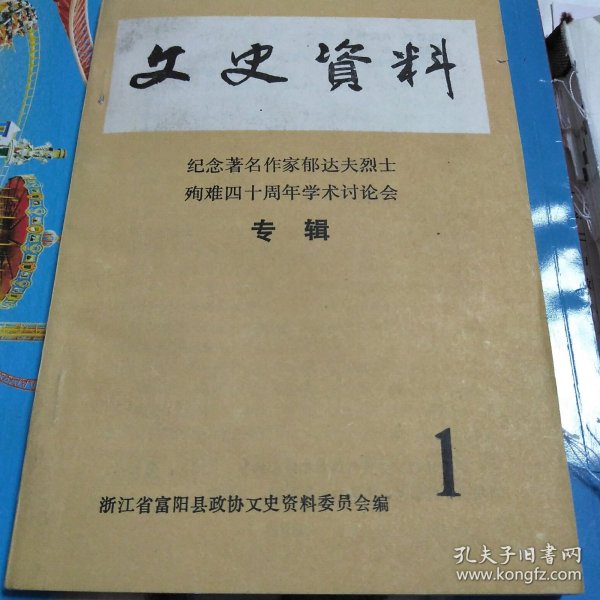 文史資料
纪念著名作家郁达夫烈士
殉难四十周年学术讨论会
专辑
1
浙江省富阳县政协文史资料委员会编
孔夫子旧书网
www.kongfz.com